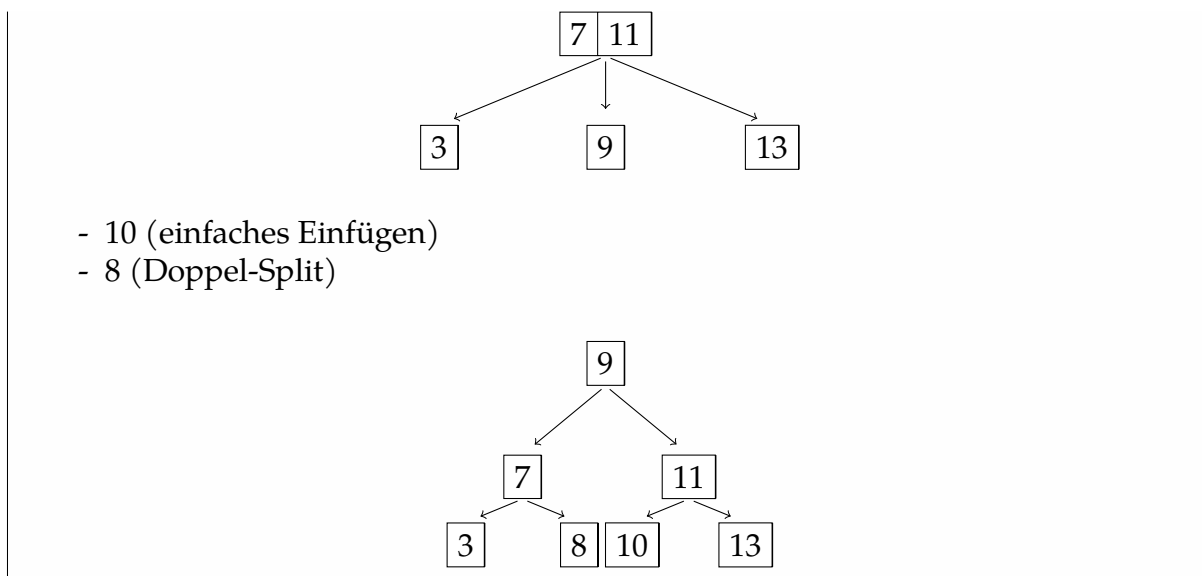 7 11
3 9 13
- 10 (einfaches Einfügen)
- 8 (Doppel-Split)
9
7 11
3 8 10 13